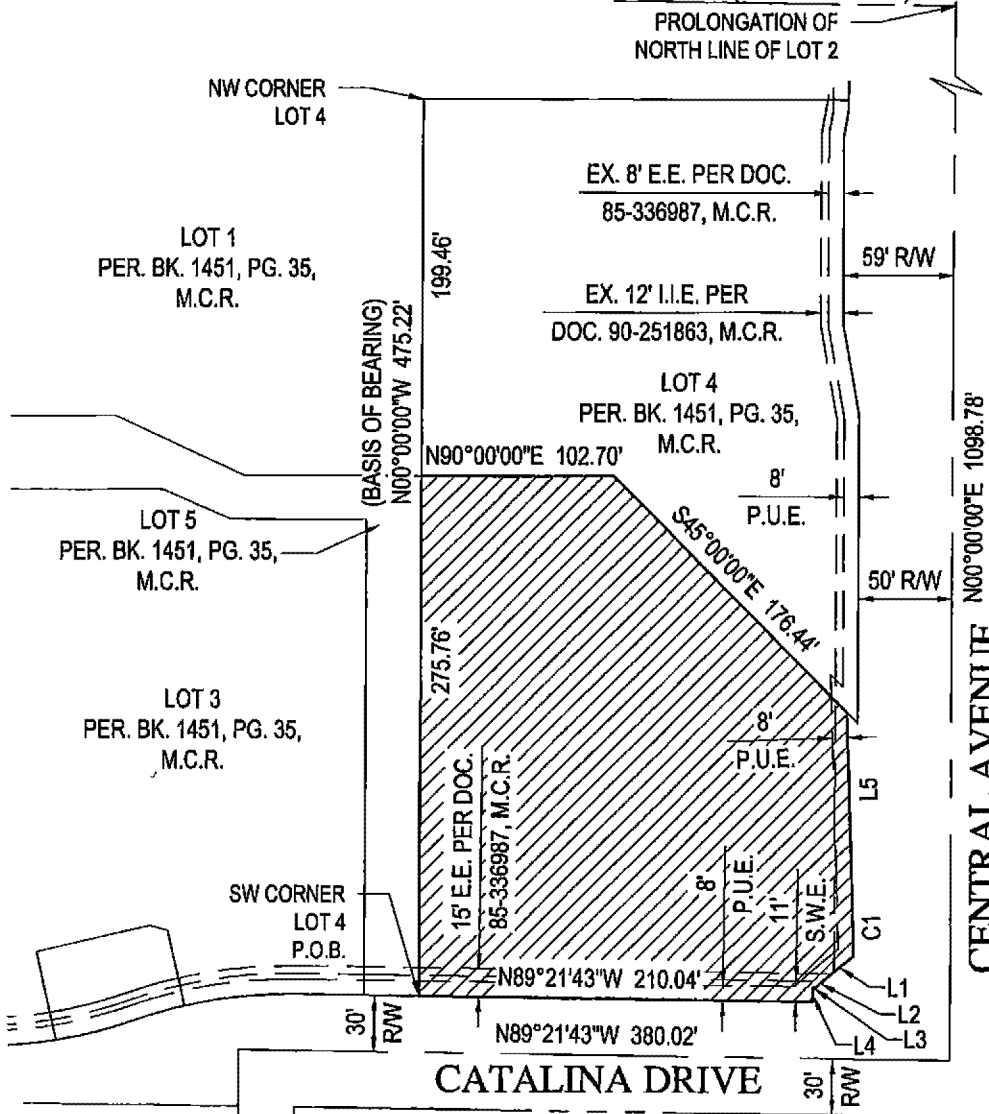 PROLONGATION OF
NORTH LINE OF LOT 2
NW CORNER
LOT 4
EX. 8' E.E. PER DOC.
85-336987, M.C.R.
LOT 1
PER. BK. 1451, PG. 35,
M.C.R.
199.46'
59' R/W
EX. 12' I.I.E. PER
DOC. 90-251863, M.C.R.
(BASIS OF BEARING)
N00°00'00"W 475.22'
LOT 4
PER. BK. 1451, PG. 35,
M.C.R.
N00°00'00"E 1098.78'
N90°00'00"E 102.70'
8'
P.U.E.
S45°00'00"E 176.44'
LOT 5
PER. BK. 1451, PG. 35,
M.C.R.
50' R/W
CENTRAL AVENUE
275.76'
LOT 3
PER. BK. 1451, PG. 35,
M.C.R.
8'
P.U.E.
L5
15' E.E. PER DOC.
85-336987, M.C.R.
8'
P.U.E.
11'
S.W.E.
C1
SW CORNER
LOT 4
P.O.B.
N89°21'43"W 210.04'
L1
L2
L3
L4
30'
R/W
N89°21'43"W 380.02'
CATALINA DRIVE
30'
R/W